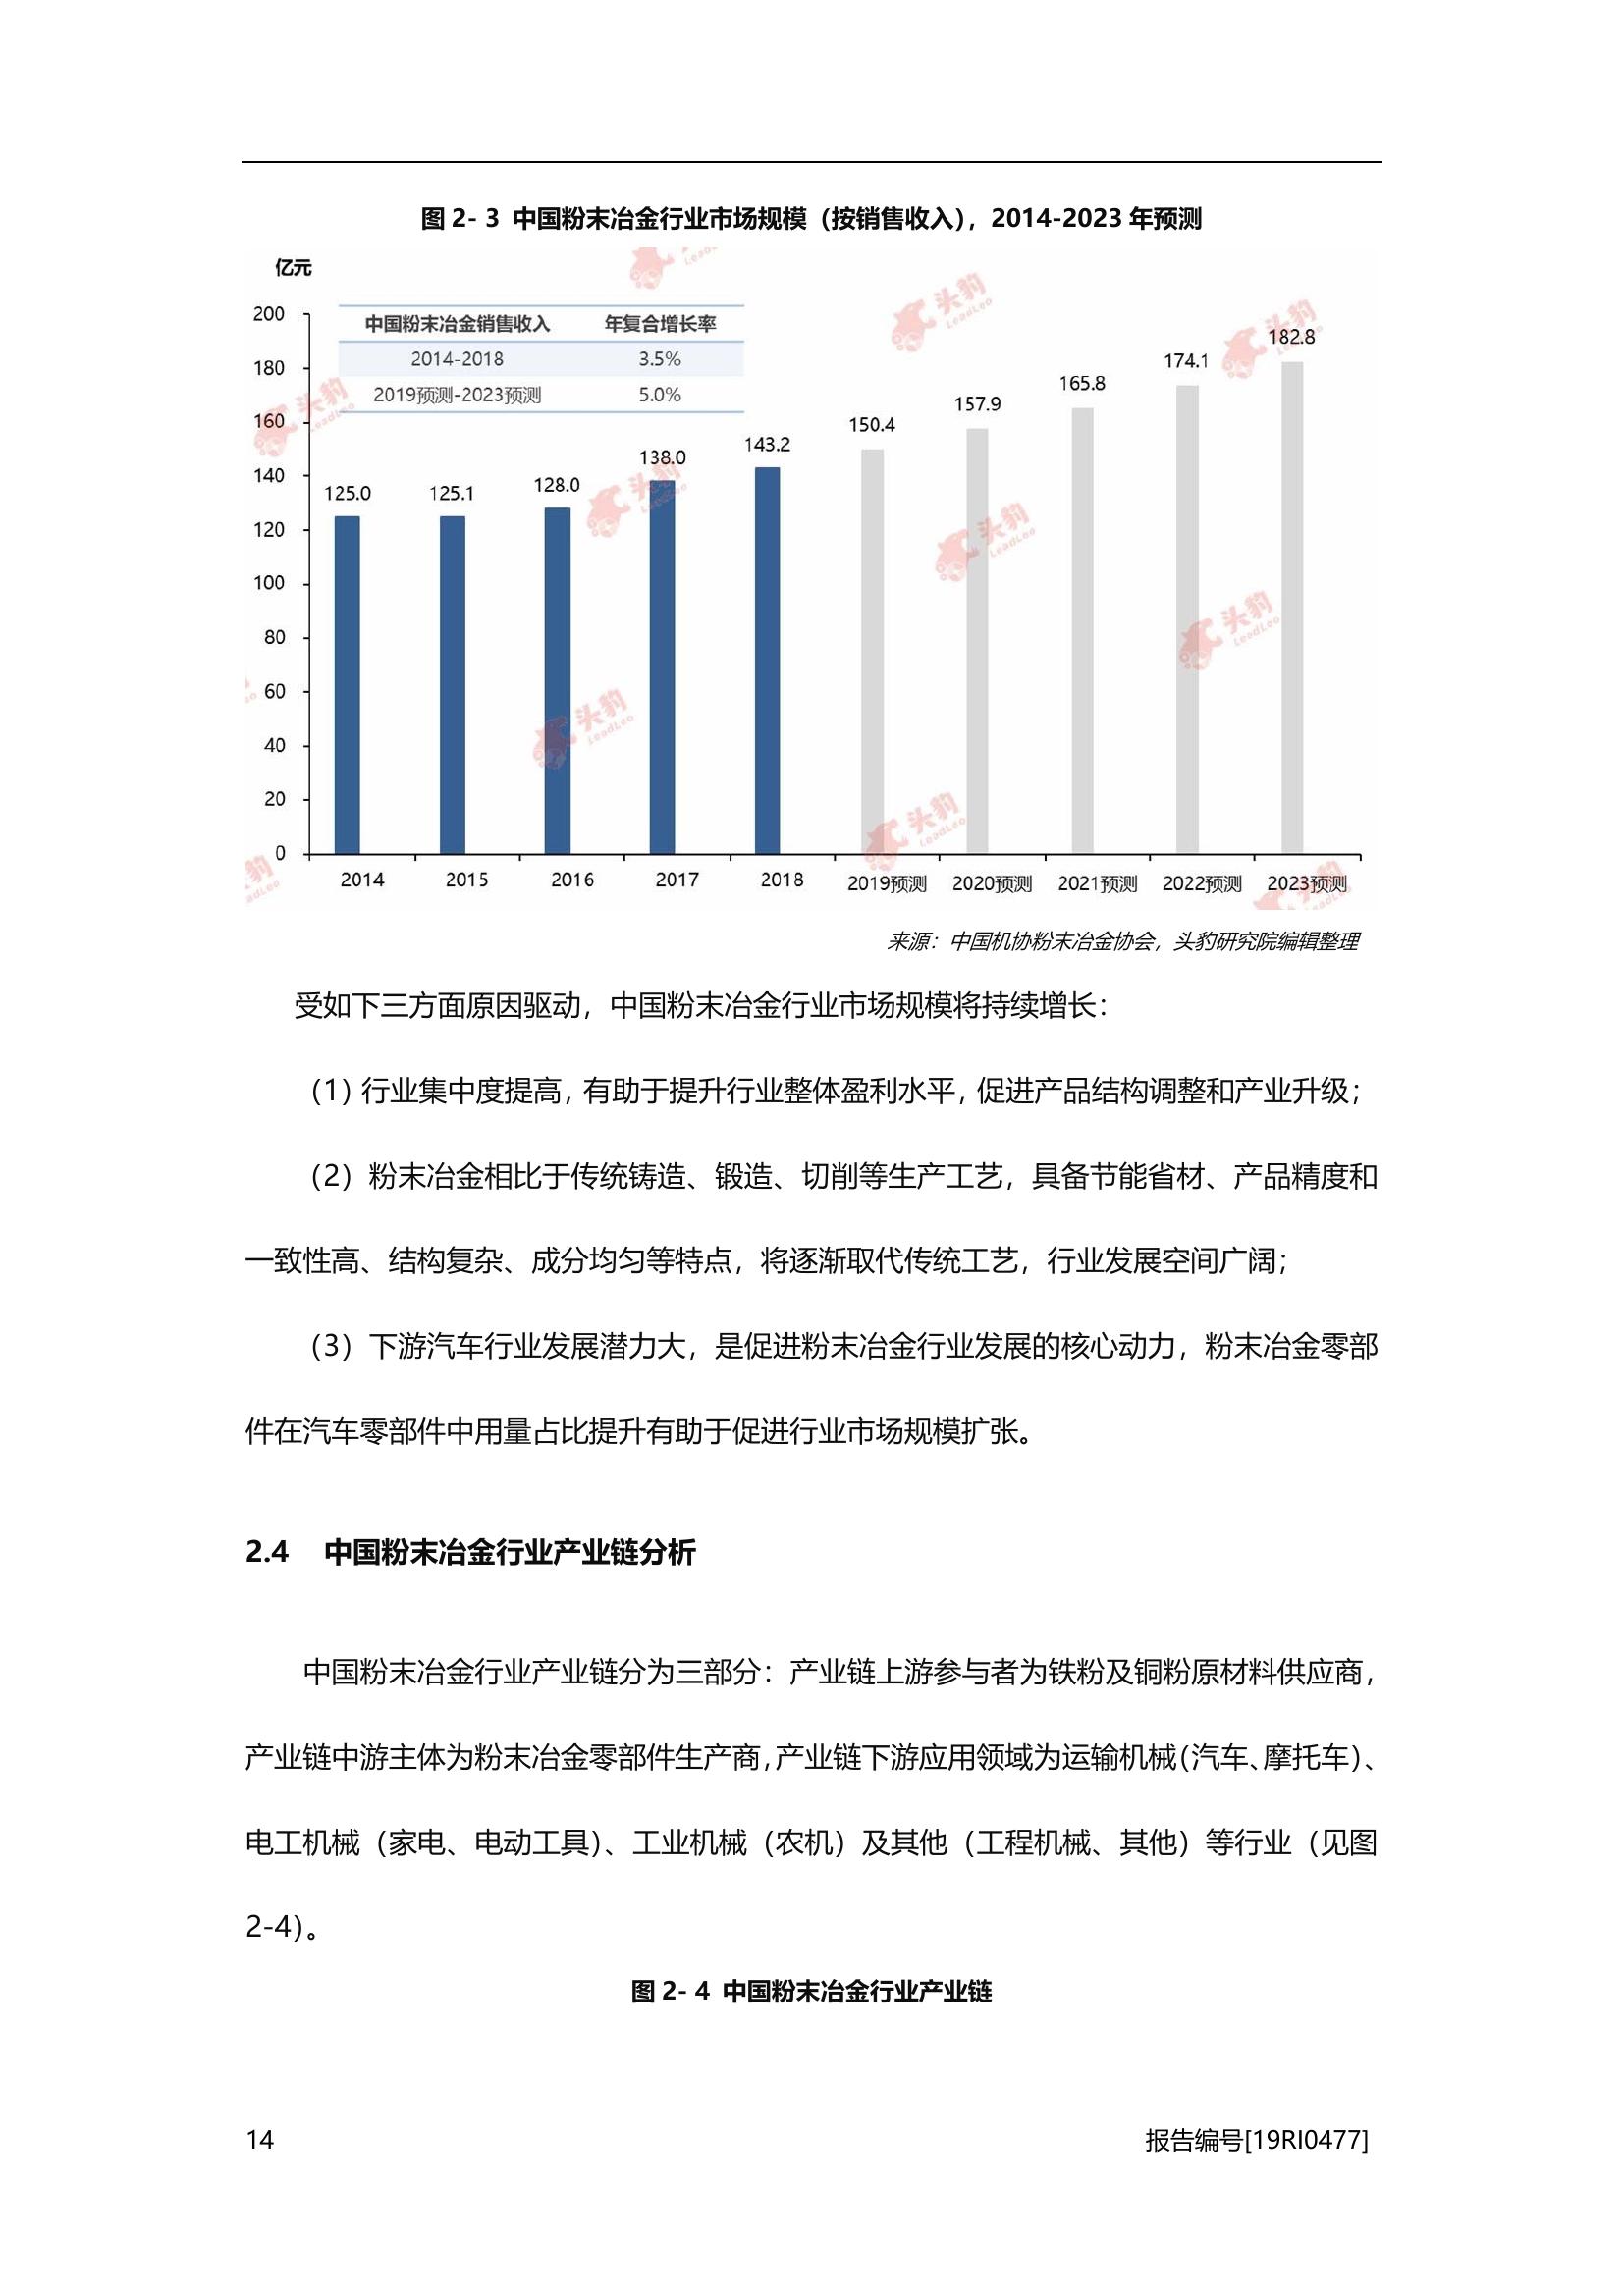 图 2- 3 中国粉末冶金行业市场规模（按销售收入），2014-2023 年预测
亿元
200
180
160
140
120
100
80
60
40
20
0
中国粉末冶金销售收入 年复合增长率
2014-2018 3.5%
2019预测-2023预测 5.0%
125.0 125.1 128.0 138.0 143.2 150.4 157.9 165.8 174.1 182.8
2014 2015 2016 2017 2018 2019预测 2020预测 2021预测 2022预测 2023预测
头豹
LeadLeo
来源：中国机协粉末冶金协会，头豹研究院编辑整理
受如下三方面原因驱动，中国粉末冶金行业市场规模将持续增长：
（1）行业集中度提高，有助于提升行业整体盈利水平，促进产品结构调整和产业升级；
（2）粉末冶金相比于传统铸造、锻造、切削等生产工艺，具备节能省材、产品精度和
一致性高、结构复杂、成分均匀等特点，将逐渐取代传统工艺，行业发展空间广阔；
（3）下游汽车行业发展潜力大，是促进粉末冶金行业发展的核心动力，粉末冶金零部
件在汽车零部件中用量占比提升有助于促进行业市场规模扩张。
2.4 中国粉末冶金行业产业链分析
中国粉末冶金行业产业链分为三部分：产业链上游参与者为铁粉及铜粉原材料供应商，
产业链中游主体为粉末冶金零部件生产商，产业链下游应用领域为运输机械（汽车、摩托车）、
电工机械（家电、电动工具）、工业机械（农机）及其他（工程机械、其他）等行业（见图
2-4）。
图 2- 4 中国粉末冶金行业产业链
14 报告编号[19RI0477]